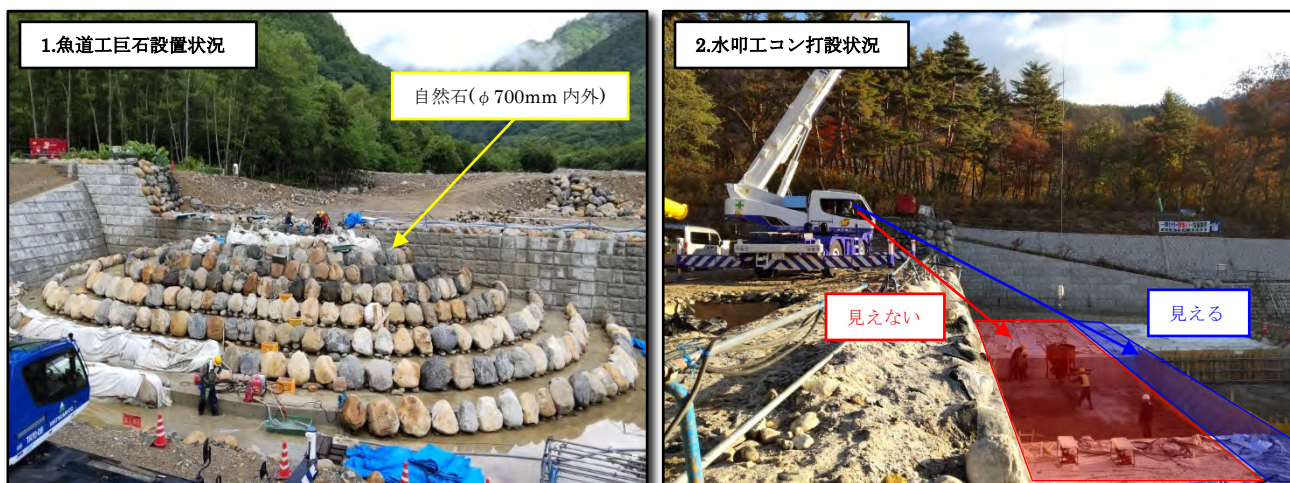 1.魚道工巨石設置状況
自然石(φ700mm 内外)
2.水叩工コン打設状況
見えない
見える